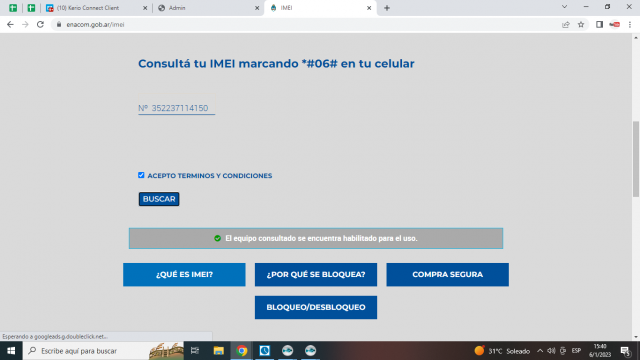 (10) Kerio Connect Client
Admin
IMEI
enacom.gob.ar/imei
Consultá tu IMEI marcando *#06# en tu celular
Nº 352237114150
ACEPTO TERMINOS Y CONDICIONES
BUSCAR
El equipo consultado se encuentra habilitado para el uso.
¿QUÉ ES IMEI?
¿POR QUÉ SE BLOQUEA?
COMPRA SEGURA
BLOQUEO/DESBLOQUEO
Esperando a googleads.g.doubleclick.net...
Escribe aquí para buscar
31°C Soleado
ESP
15:40
6/1/2023